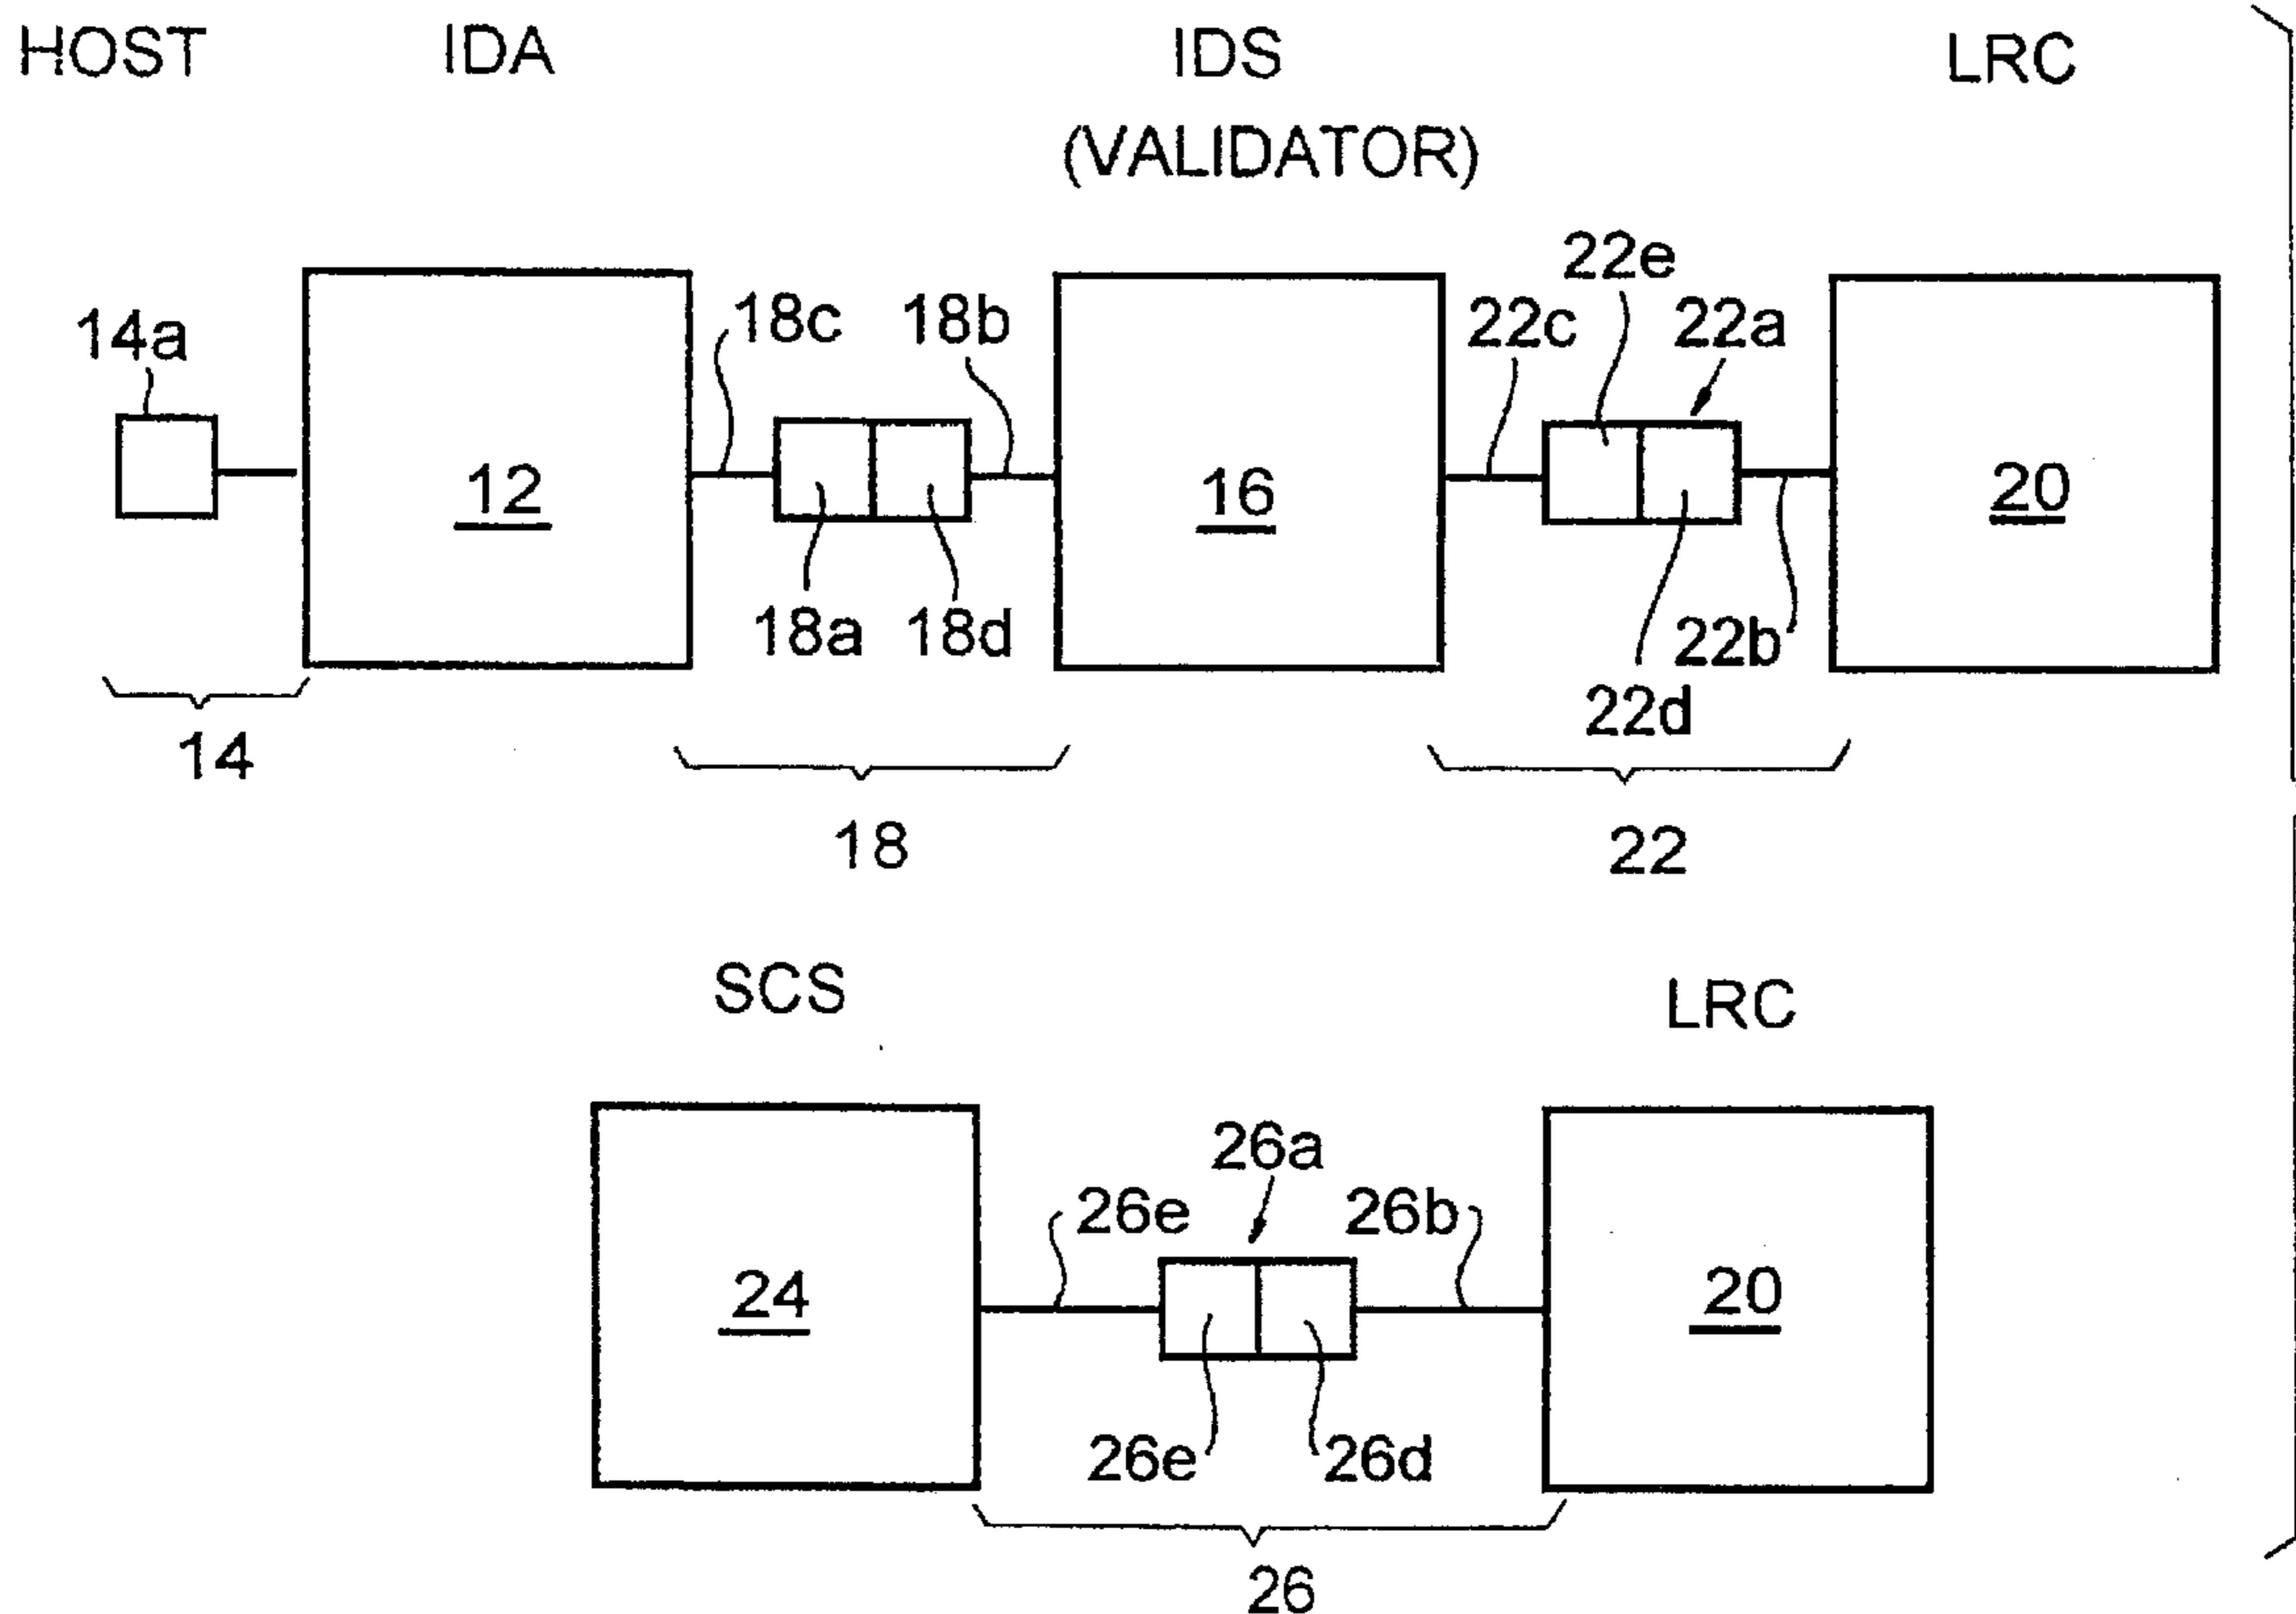 HOST IDA IDS LRC
(VALIDATOR)
22e
14a 18c 18b 22c 22a
12 16 20
18a 18d 22b
22d
14
18 22
SCS LRC
26a
26e 26b
24 20
26e 26d
26